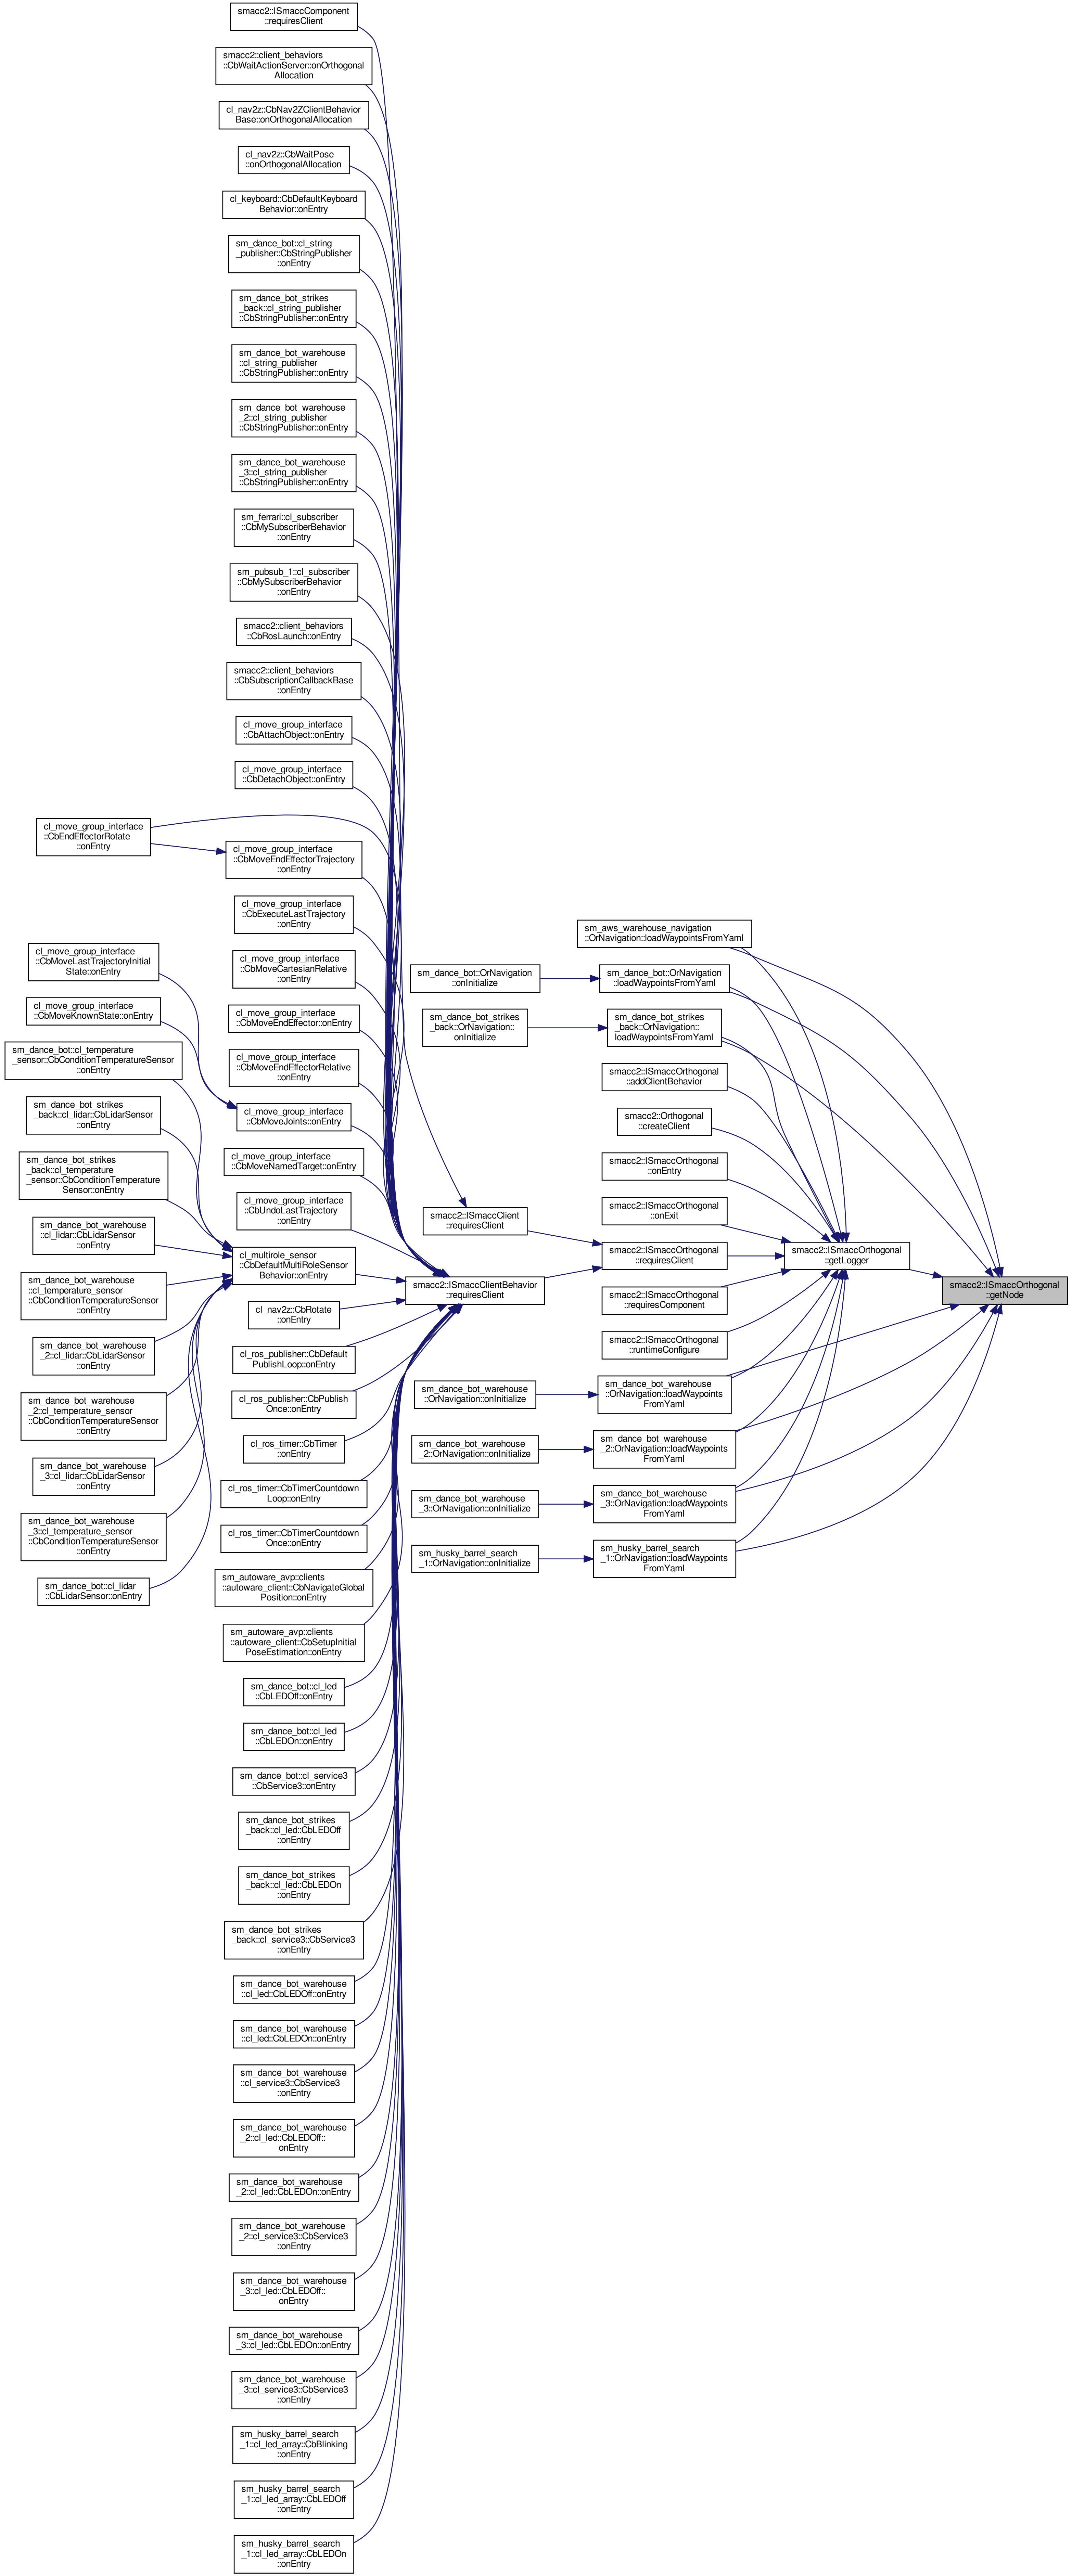 smacc2::ISmaccComponent
::requiresClient
smacc2::client_behaviors
::CbWaitActionServer::onOrthogonal
Allocation
cl_nav2z::CbNav2ZClientBehavior
Base::onOrthogonalAllocation
cl_nav2z::CbWaitPose
::onOrthogonalAllocation
cl_keyboard::CbDefaultKeyboard
Behavior::onEntry
sm_dance_bot::cl_string
_publisher::CbStringPublisher
::onEntry
sm_dance_bot_strikes
_back::cl_string_publisher
::CbStringPublisher::onEntry
sm_dance_bot_warehouse
::cl_string_publisher
::CbStringPublisher::onEntry
sm_dance_bot_warehouse
_2::cl_string_publisher
::CbStringPublisher::onEntry
sm_dance_bot_warehouse
_3::cl_string_publisher
::CbStringPublisher::onEntry
sm_ferrari::cl_subscriber
::CbMySubscriberBehavior
::onEntry
sm_pubsub_1::cl_subscriber
::CbMySubscriberBehavior
::onEntry
smacc2::client_behaviors
::CbRosLaunch::onEntry
smacc2::client_behaviors
::CbSubscriptionCallbackBase
::onEntry
cl_move_group_interface
::CbAttachObject::onEntry
cl_move_group_interface
::CbDetachObject::onEntry
cl_move_group_interface
::CbEndEffectorRotate
::onEntry
cl_move_group_interface
::CbMoveEndEffectorTrajectory
::onEntry
cl_move_group_interface
::CbExecuteLastTrajectory
::onEntry
cl_move_group_interface
::CbMoveCartesianRelative
::onEntry
cl_move_group_interface
::CbMoveEndEffector::onEntry
cl_move_group_interface
::CbMoveEndEffectorRelative
::onEntry
cl_move_group_interface
::CbMoveJoints::onEntry
cl_move_group_interface
::CbMoveNamedTarget::onEntry
cl_move_group_interface
::CbUndoLastTrajectory
::onEntry
cl_multirole_sensor
::CbDefaultMultiRoleSensor
Behavior::onEntry
cl_nav2z::CbRotate
::onEntry
cl_ros_publisher::CbDefault
PublishLoop::onEntry
cl_ros_publisher::CbPublish
Once::onEntry
cl_ros_timer::CbTimer
::onEntry
cl_ros_timer::CbTimerCountdown
Loop::onEntry
cl_ros_timer::CbTimerCountdown
Once::onEntry
sm_autoware_avp::clients
::autoware_client::CbNavigateGlobal
Position::onEntry
sm_autoware_avp::clients
::autoware_client::CbSetupInitial
PoseEstimation::onEntry
sm_dance_bot::cl_led
::CbLEDOff::onEntry
sm_dance_bot::cl_led
::CbLEDOn::onEntry
sm_dance_bot::cl_service3
::CbService3::onEntry
sm_dance_bot_strikes
_back::cl_led::CbLEDOff
::onEntry
sm_dance_bot_strikes
_back::cl_led::CbLEDOn
::onEntry
sm_dance_bot_strikes
_back::cl_service3::CbService3
::onEntry
sm_dance_bot_warehouse
::cl_led::CbLEDOff::onEntry
sm_dance_bot_warehouse
::cl_led::CbLEDOn::onEntry
sm_dance_bot_warehouse
::cl_service3::CbService3
::onEntry
sm_dance_bot_warehouse
_2::cl_led::CbLEDOff::
onEntry
sm_dance_bot_warehouse
_2::cl_led::CbLEDOn::onEntry
sm_dance_bot_warehouse
_2::cl_service3::CbService3
::onEntry
sm_dance_bot_warehouse
_3::cl_led::CbLEDOff::
onEntry
sm_dance_bot_warehouse
_3::cl_led::CbLEDOn::onEntry
sm_dance_bot_warehouse
_3::cl_service3::CbService3
::onEntry
sm_husky_barrel_search
_1::cl_led_array::CbBlinking
::onEntry
sm_husky_barrel_search
_1::cl_led_array::CbLEDOff
::onEntry
sm_husky_barrel_search
_1::cl_led_array::CbLEDOn
::onEntry
cl_move_group_interface
::CbMoveLastTrajectoryInitial
State::onEntry
cl_move_group_interface
::CbMoveKnownState::onEntry
sm_dance_bot::cl_temperature
_sensor::CbConditionTemperatureSensor
::onEntry
sm_dance_bot_strikes
_back::cl_lidar::CbLidarSensor
::onEntry
sm_dance_bot_strikes
_back::cl_temperature
_sensor::CbConditionTemperature
Sensor::onEntry
sm_dance_bot_warehouse
::cl_lidar::CbLidarSensor
::onEntry
sm_dance_bot_warehouse
::cl_temperature_sensor
::CbConditionTemperatureSensor
::onEntry
sm_dance_bot_warehouse
_2::cl_lidar::CbLidarSensor
::onEntry
sm_dance_bot_warehouse
_2::cl_temperature_sensor
::CbConditionTemperatureSensor
::onEntry
sm_dance_bot_warehouse
_3::cl_lidar::CbLidarSensor
::onEntry
sm_dance_bot_warehouse
_3::cl_temperature_sensor
::CbConditionTemperatureSensor
::onEntry
sm_dance_bot::cl_lidar
::CbLidarSensor::onEntry
sm_dance_bot::OrNavigation
::onInitialize
sm_dance_bot_strikes
_back::OrNavigation::
onInitialize
smacc2::ISmaccClient
::requiresClient
smacc2::ISmaccClientBehavior
::requiresClient
sm_dance_bot_warehouse
::OrNavigation::onInitialize
sm_dance_bot_warehouse
_2::OrNavigation::onInitialize
sm_dance_bot_warehouse
_3::OrNavigation::onInitialize
sm_husky_barrel_search
_1::OrNavigation::onInitialize
sm_aws_warehouse_navigation
::OrNavigation::loadWaypointsFromYaml
sm_dance_bot::OrNavigation
::loadWaypointsFromYaml
sm_dance_bot_strikes
_back::OrNavigation::
loadWaypointsFromYaml
smacc2::ISmaccOrthogonal
::addClientBehavior
smacc2::Orthogonal
::createClient
smacc2::ISmaccOrthogonal
::onEntry
smacc2::ISmaccOrthogonal
::onExit
smacc2::ISmaccOrthogonal
::requiresClient
smacc2::ISmaccOrthogonal
::requiresComponent
smacc2::ISmaccOrthogonal
::runtimeConfigure
sm_dance_bot_warehouse
::OrNavigation::loadWaypoints
FromYaml
sm_dance_bot_warehouse
_2::OrNavigation::loadWaypoints
FromYaml
sm_dance_bot_warehouse
_3::OrNavigation::loadWaypoints
FromYaml
sm_husky_barrel_search
_1::OrNavigation::loadWaypoints
FromYaml
smacc2::ISmaccOrthogonal
::getLogger
smacc2::ISmaccOrthogonal
::getNode